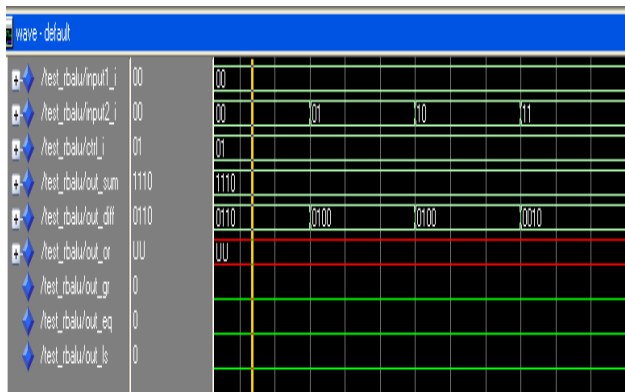 wave - default
/test_rbalu/input1_i 00 00
/test_rbalu/input2_i 00 00 01 10 11
/test_rbalu/ctrl_i 01 01
/test_rbalu/out_sum 1110 1110
/test_rbalu/out_diff 0110 0110 0100 0100 0010
/test_rbalu/out_or UU UU
/test_rbalu/out_gr 0
/test_rbalu/out_eq 0
/test_rbalu/out_ls 0